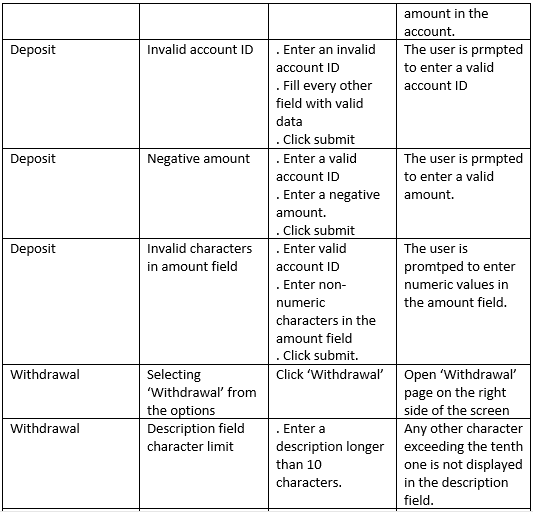 amount in the
account.
Deposit
Invalid account ID
. Enter an invalid
account ID
. Fill every other
field with valid
data
. Click submit
The user is prmpted
to enter a valid
account ID
Deposit
Negative amount
. Enter a valid
account ID
. Enter a negative
amount.
. Click submit
The user is prmpted
to enter a valid
amount.
Deposit
Invalid characters
in amount field
. Enter valid
account ID
. Enter non-
numeric
characters in the
amount field
. Click submit.
The user is
promtped to enter
numeric values in
the amount field.
Withdrawal
Selecting
‘Withdrawal’ from
the options
Click ‘Withdrawal’
Open ‘Withdrawal’
page on the right
side of the screen
Withdrawal
Description field
character limit
. Enter a
description longer
than 10
characters.
Any other character
exceeding the tenth
one is not displayed
in the description
field.